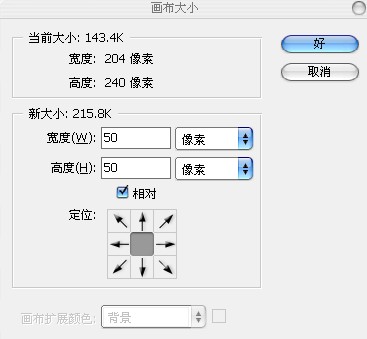 画布大小
当前大小: 143.4K
宽度: 204 像素
高度: 240 像素
好
取消
新大小: 215.8K
宽度(W): 50 像素
高度(H): 50 像素
相对
定位:
画布扩展颜色: 背景